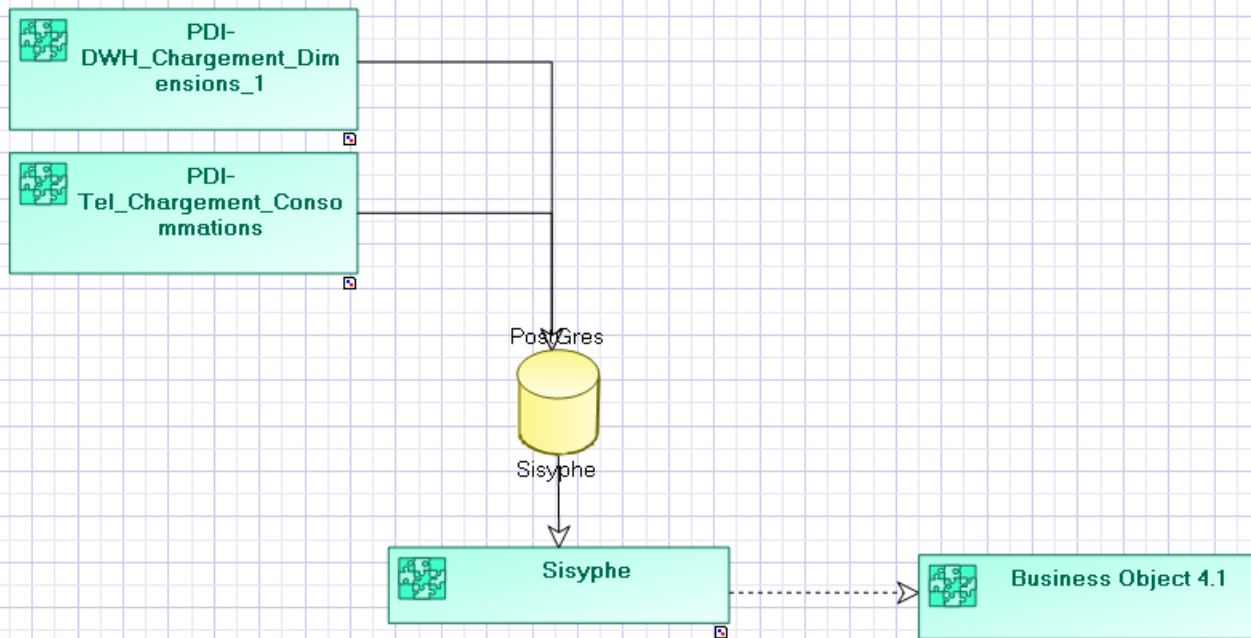 PDI-
DWH_Chargement_Dim
ensions_1
PDI-
Tel_Chargement_Conso
mmations
PostGres
Sisyphe
Sisyphe
Business Object 4.1